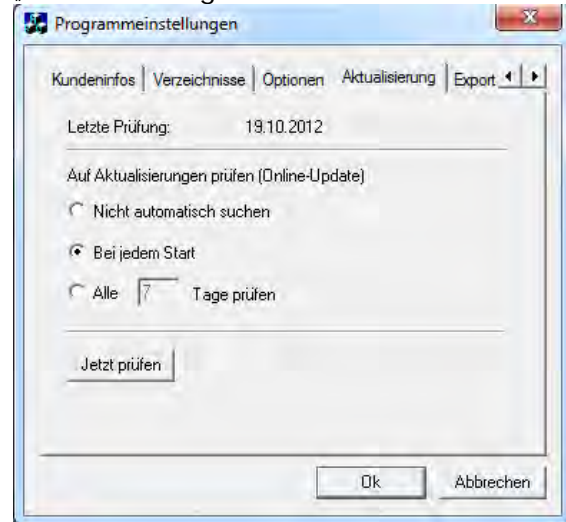 Programmeinstellungen
Kundeninfos Verzeichnisse Optionen Aktualisierung Export
Letzte Prüfung: 19.10.2012
Auf Aktualisierungen prüfen (Online-Update)
Nicht automatisch suchen
Bei jedem Start
Alle 7 Tage prüfen
Jetzt prüfen
Ok Abbrechen